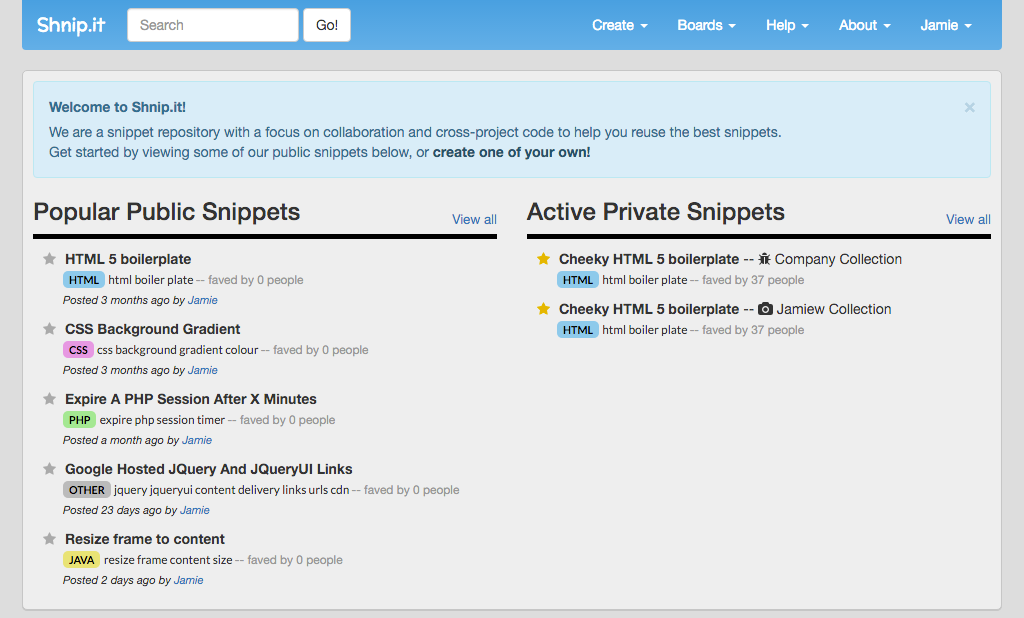 Shnip.it
Search
Go!
Create
Boards
Help
About
Jamie
Welcome to Shnip.it!
×
We are a snippet repository with a focus on collaboration and cross-project code to help you reuse the best snippets.
Get started by viewing some of our public snippets below, or create one of your own!
Popular Public Snippets
View all
HTML 5 boilerplate
HTML html boiler plate -- faved by 0 people
Posted 3 months ago by Jamie
CSS Background Gradient
CSS css background gradient colour -- faved by 0 people
Posted 3 months ago by Jamie
Expire A PHP Session After X Minutes
PHP expire php session timer -- faved by 0 people
Posted a month ago by Jamie
Google Hosted JQuery And JQueryUI Links
OTHER jquery jqueryui content delivery links urls cdn -- faved by 0 people
Posted 23 days ago by Jamie
Resize frame to content
JAVA resize frame content size -- faved by 0 people
Posted 2 days ago by Jamie
Active Private Snippets
View all
Cheeky HTML 5 boilerplate -- Company Collection
HTML html boiler plate -- faved by 37 people
Cheeky HTML 5 boilerplate -- Jamiew Collection
HTML html boiler plate -- faved by 37 people